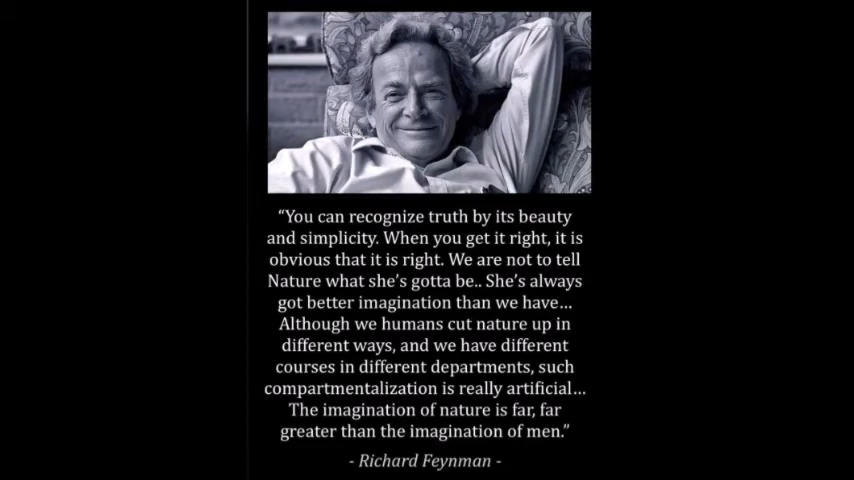 “You can recognize truth by its beauty
and simplicity. When you get it right, it is
obvious that it is right. We are not to tell
Nature what she’s gotta be.. She’s always
got better imagination than we have…
Although we humans cut nature up in
different ways, and we have different
courses in different departments, such
compartmentalization is really artificial…
The imagination of nature is far, far
greater than the imagination of men.”
- Richard Feynman -